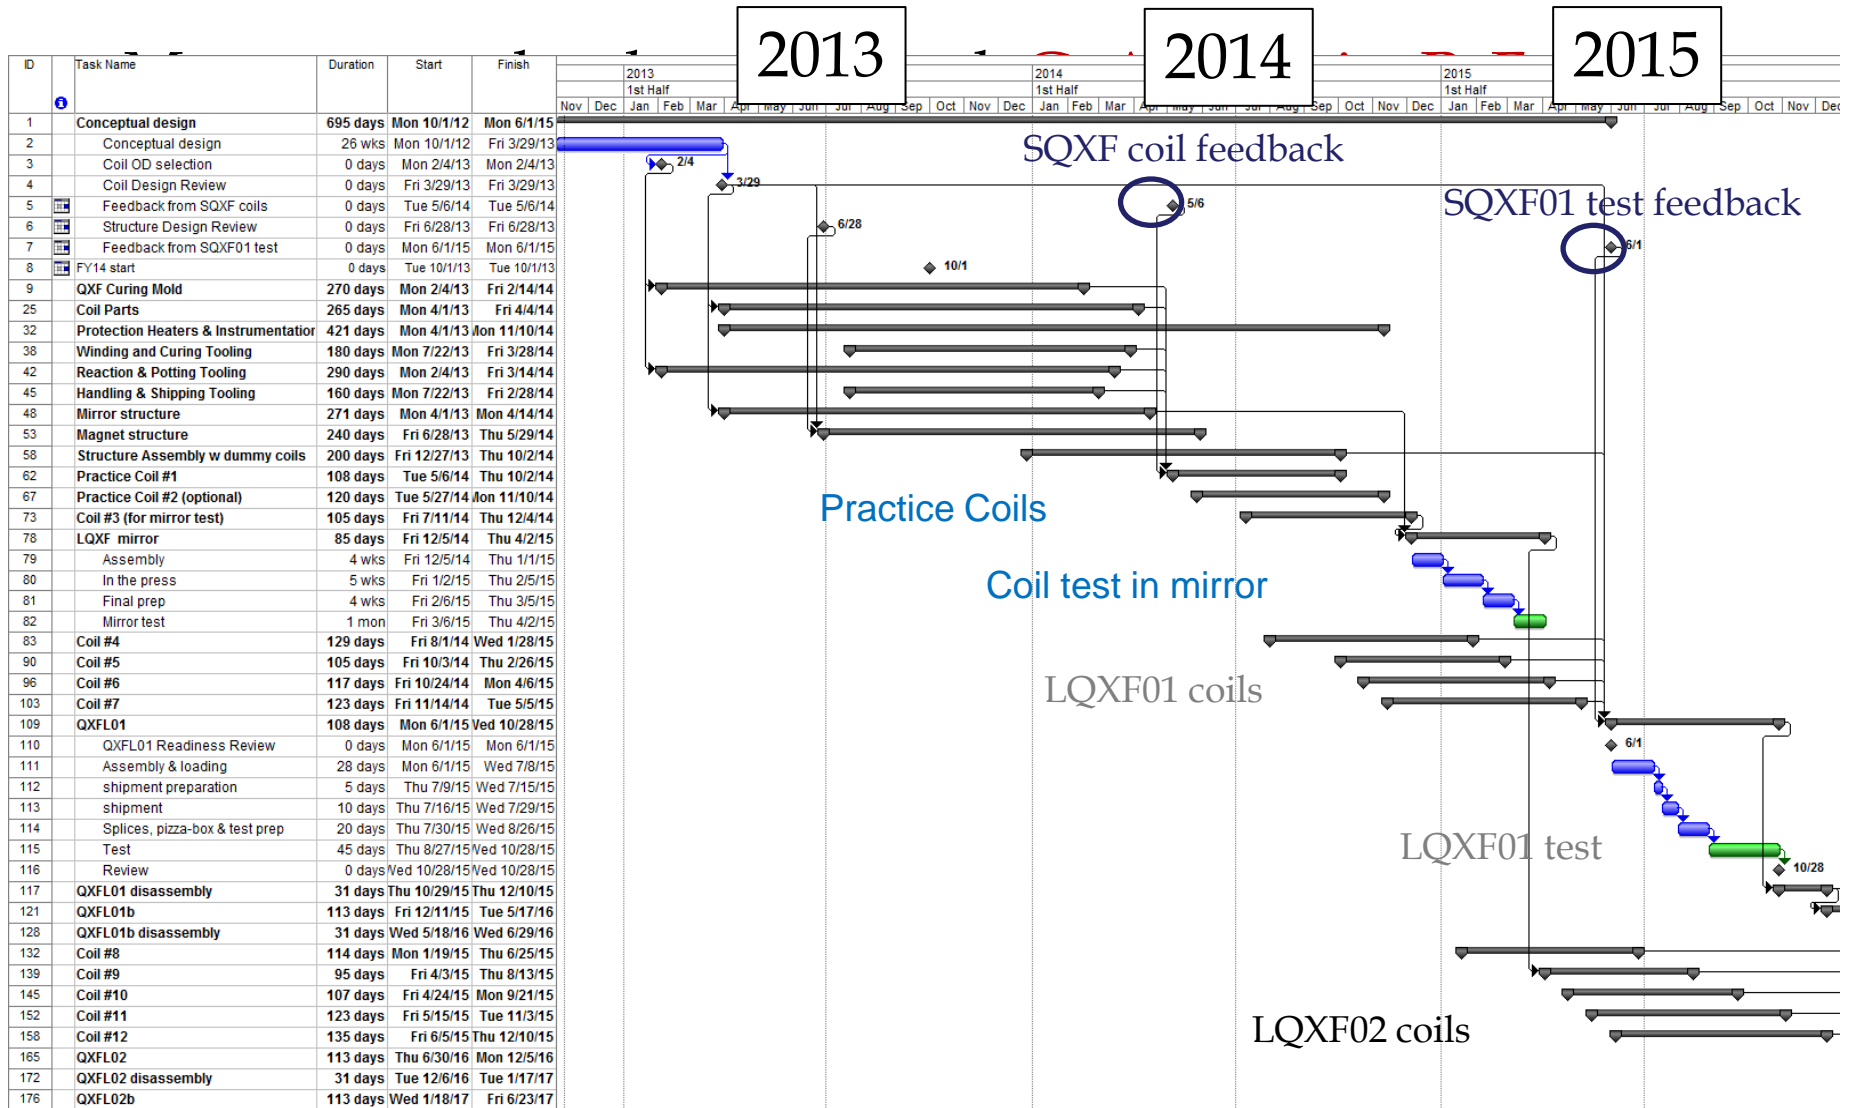 2013 2014 2015
ID Task Name Duration Start Finish
2013 2014 2015
1st Half 1st Half 1st Half
Nov Dec Jan Feb Mar Apr May Jun Jul Aug Sep Oct Nov Dec Jan Feb Mar Apr May Jun Jul Aug Sep Oct Nov Dec Jan Feb Mar Apr May Jun Jul Aug Sep Oct Nov Dec
1 Conceptual design 695 days Mon 10/1/12 Mon 6/1/15
2 Conceptual design 26 wks Mon 10/1/12 Fri 3/29/13
SQXF coil feedback
3 Coil OD selection 0 days Mon 2/4/13 Mon 2/4/13 2/4
4 Coil Design Review 0 days Fri 3/29/13 Fri 3/29/13 3/29
5 Feedback from SQXF coils 0 days Tue 5/6/14 Tue 5/6/14 5/6
SQXF01 test feedback
6 Structure Design Review 0 days Fri 6/28/13 Fri 6/28/13 6/28
7 Feedback from SQXF01 test 0 days Mon 6/1/15 Mon 6/1/15 6/1
8 FY14 start 0 days Tue 10/1/13 Tue 10/1/13 10/1
9 QXF Curing Mold 270 days Mon 2/4/13 Fri 2/14/14
25 Coil Parts 265 days Mon 4/1/13 Fri 4/4/14
32 Protection Heaters & Instrumentation 421 days Mon 4/1/13 Mon 11/10/14
38 Winding and Curing Tooling 180 days Mon 7/22/13 Fri 3/28/14
42 Reaction & Potting Tooling 290 days Mon 2/4/13 Fri 3/14/14
45 Handling & Shipping Tooling 160 days Mon 7/22/13 Fri 2/28/14
48 Mirror structure 271 days Mon 4/1/13 Mon 4/14/14
53 Magnet structure 240 days Fri 6/28/13 Thu 5/29/14
58 Structure Assembly w dummy coils 200 days Fri 12/27/13 Thu 10/2/14
62 Practice Coil #1 108 days Tue 5/6/14 Thu 10/2/14
67 Practice Coil #2 (optional) 120 days Tue 5/27/14 Mon 11/10/14
Practice Coils
73 Coil #3 (for mirror test) 105 days Fri 7/11/14 Thu 12/4/14
78 LQXF mirror 85 days Fri 12/5/14 Thu 4/2/15
79 Assembly 4 wks Fri 12/5/14 Thu 1/1/15
80 In the press 5 wks Fri 1/2/15 Thu 2/5/15
Coil test in mirror
81 Final prep 4 wks Fri 2/6/15 Thu 3/5/15
82 Mirror test 1 mon Fri 3/6/15 Thu 4/2/15
83 Coil #4 129 days Fri 8/1/14 Wed 1/28/15
90 Coil #5 105 days Fri 10/3/14 Thu 2/26/15
96 Coil #6 117 days Fri 10/24/14 Mon 4/6/15
LQXF01 coils
103 Coil #7 123 days Fri 11/14/14 Tue 5/5/15
109 QXFL01 108 days Mon 6/1/15 Wed 10/28/15
110 QXFL01 Readiness Review 0 days Mon 6/1/15 Mon 6/1/15 6/1
111 Assembly & loading 28 days Mon 6/1/15 Wed 7/8/15
112 shipment preparation 5 days Thu 7/9/15 Wed 7/15/15
113 shipment 10 days Thu 7/16/15 Wed 7/29/15
114 Splices, pizza-box & test prep 20 days Thu 7/30/15 Wed 8/26/15
115 Test 45 days Thu 8/27/15 Wed 10/28/15
LQXF01 test
116 Review 0 days Wed 10/28/15 Wed 10/28/15 10/28
117 QXFL01 disassembly 31 days Thu 10/29/15 Thu 12/10/15
121 QXFL01b 113 days Fri 12/11/15 Tue 5/17/16
128 QXFL01b disassembly 31 days Wed 5/18/16 Wed 6/29/16
132 Coil #8 114 days Mon 1/19/15 Thu 6/25/15
139 Coil #9 95 days Fri 4/3/15 Thu 8/13/15
145 Coil #10 107 days Fri 4/24/15 Mon 9/21/15
152 Coil #11 123 days Fri 5/15/15 Tue 11/3/15
LQXF02 coils
158 Coil #12 135 days Fri 6/5/15 Thu 12/10/15
165 QXFL02 113 days Thu 6/30/16 Mon 12/5/16
172 QXFL02 disassembly 31 days Tue 12/6/16 Tue 1/17/17
176 QXFL02b 113 days Wed 1/18/17 Fri 6/23/17